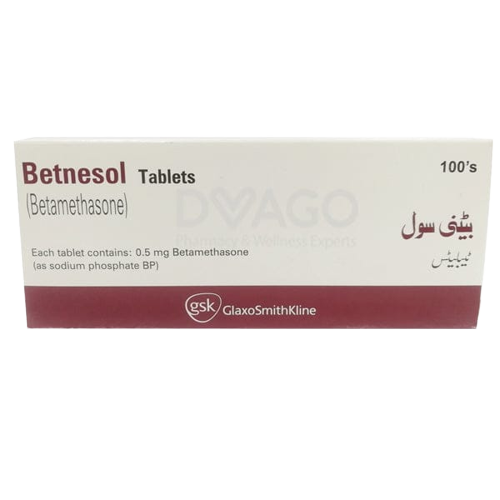 Betnesol Tablets
100's
(Betamethasone)
DVAGO
Pharmacy & Wellness Experts
بیٹنی سول
ٹیبلیٹس
Each tablet contains: 0.5 mg Betamethasone
(as sodium phosphate BP)
gsk GlaxoSmithKline